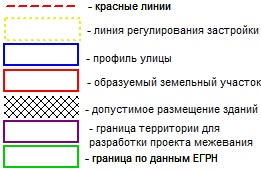 - красные линии
- линия регулирования застройки
- профиль улицы
- образуемый земельный участок
- допустимое размещение зданий
- граница территории для
разработки проекта межевания
- граница по данным ЕГРН